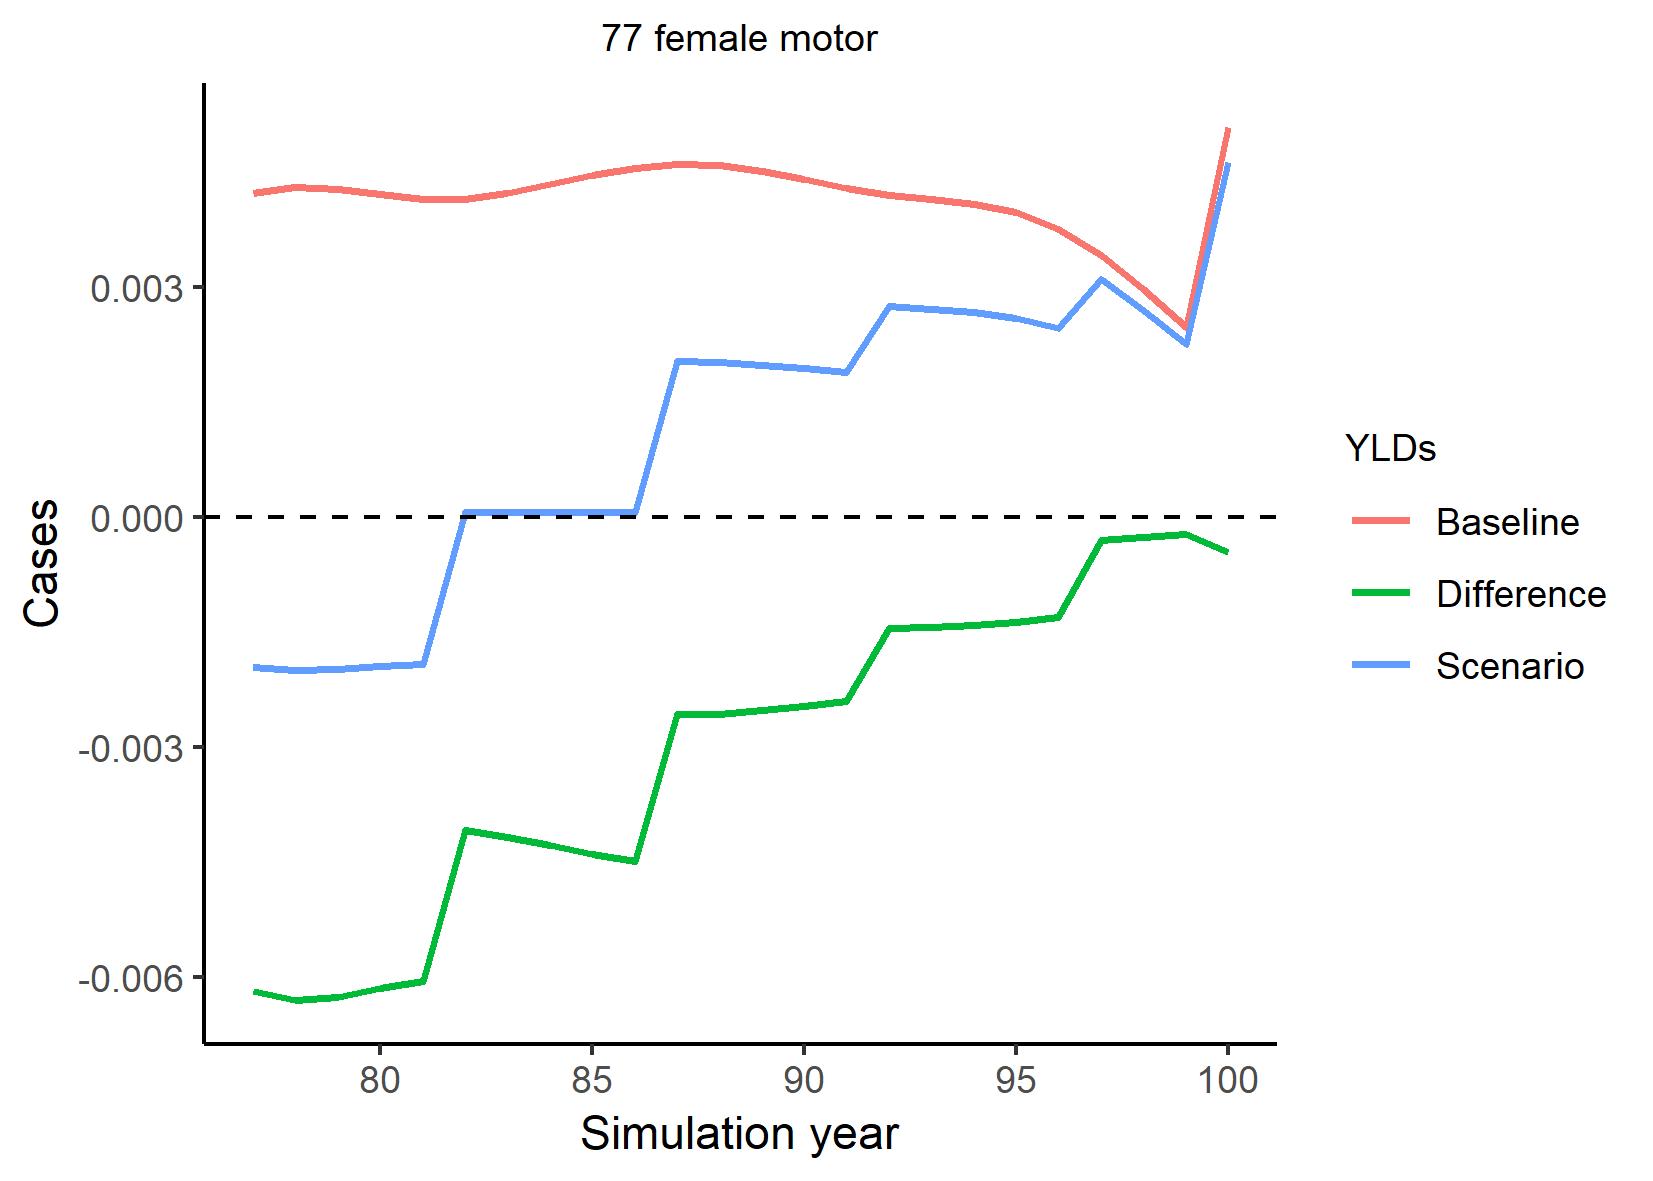 77 female motor
Cases
0.003
0.000
-0.003
-0.006
80 85 90 95 100
Simulation year
YLDs
Baseline
Difference
Scenario